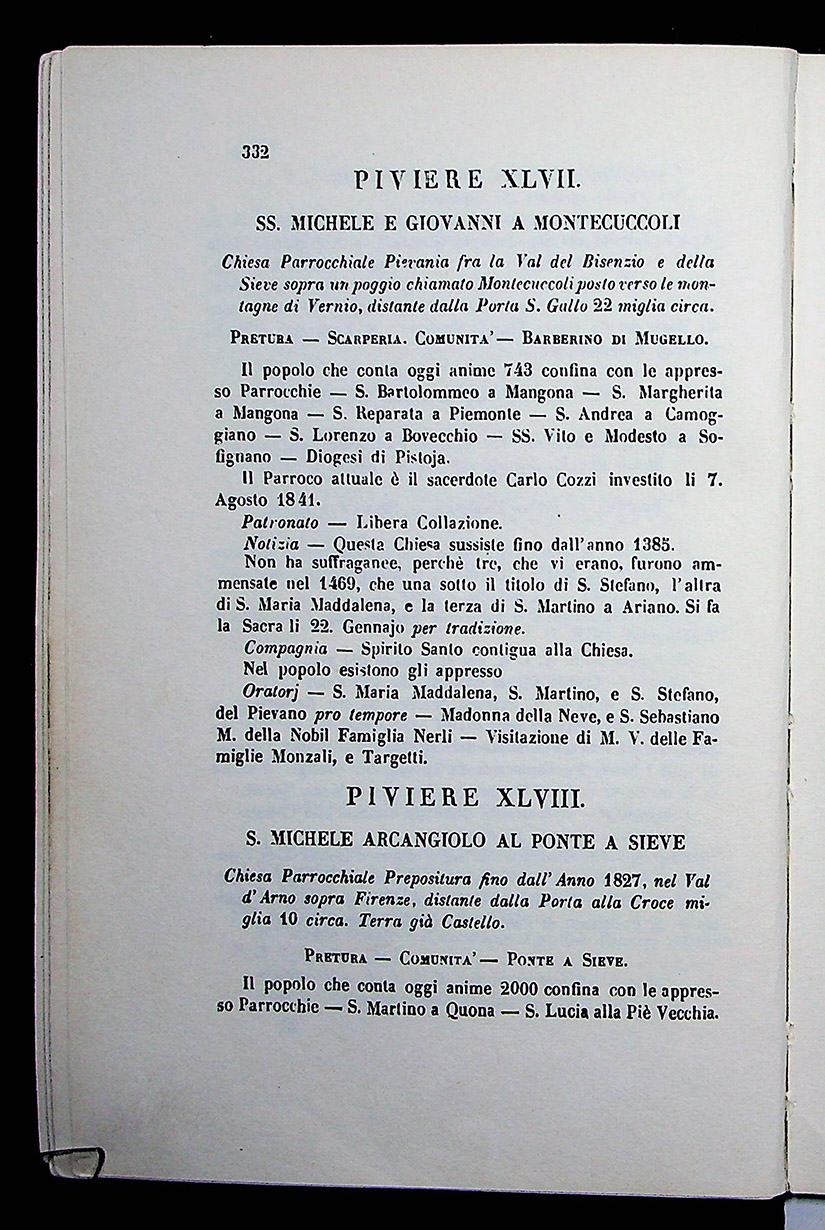 332
PIVIERE XLVII.
SS. MICHELE E GIOVANNI A MONTECUCCOLI
Chiesa Parrocchiale Pievania fra la Val del Bisenzio e della
Sieve sopra un poggio chiamato Montecuccoli posto verso le mon-
tagne di Vernio, distante dalla Porta S. Gallo 22 miglia circa.
PRETURA — SCARPERIA. COMUNITA' — BARBERINO DI MUGELLO.
Il popolo che conta oggi anime 743 confina con le appres-
so Parrocchie — S. Bartolommeo a Mangona — S. Margherita
a Mangona — S. Reparata a Piemonte — S. Andrea a Camog-
giano — S. Lorenzo a Bovecchio — SS. Vito e Modesto a So-
fignano — Diogesi di Pistoja.
Il Parroco attuale è il sacerdote Carlo Cozzi investito li 7.
Agosto 1841.
Patronato — Libera Collazione.
Notizia — Questa Chiesa sussiste fino dall'anno 1385.
Non ha suffraganee, perchè tre, che vi erano, furono am-
mensate nel 1469, che una sotto il titolo di S. Stefano, l'altra
di S. Maria Maddalena, e la terza di S. Martino a Ariano. Si fa
la Sacra li 22. Gennajo per tradizione.
Compagnia — Spirito Santo contigua alla Chiesa.
Nel popolo esistono gli appresso
Oratorj — S. Maria Maddalena, S. Martino, e S. Stefano,
del Pievano pro tempore — Madonna della Neve, e S. Sebastiano
M. della Nobil Famiglia Nerli — Visitazione di M. V. delle Fa-
miglie Monzali, e Targetti.
PIVIERE XLVIII.
S. MICHELE ARCANGIOLO AL PONTE A SIEVE
Chiesa Parrocchiale Prepositura fino dall' Anno 1827, nel Val
d' Arno sopra Firenze, distante dalla Porta alla Croce mi-
glia 10 circa. Terra già Castello.
PRETURA — COMUNITA' — PONTE A SIEVE.
Il popolo che conta oggi anime 2000 confina con le appres-
so Parrocchie — S. Martino a Quona — S. Lucia alla Piè Vecchia.